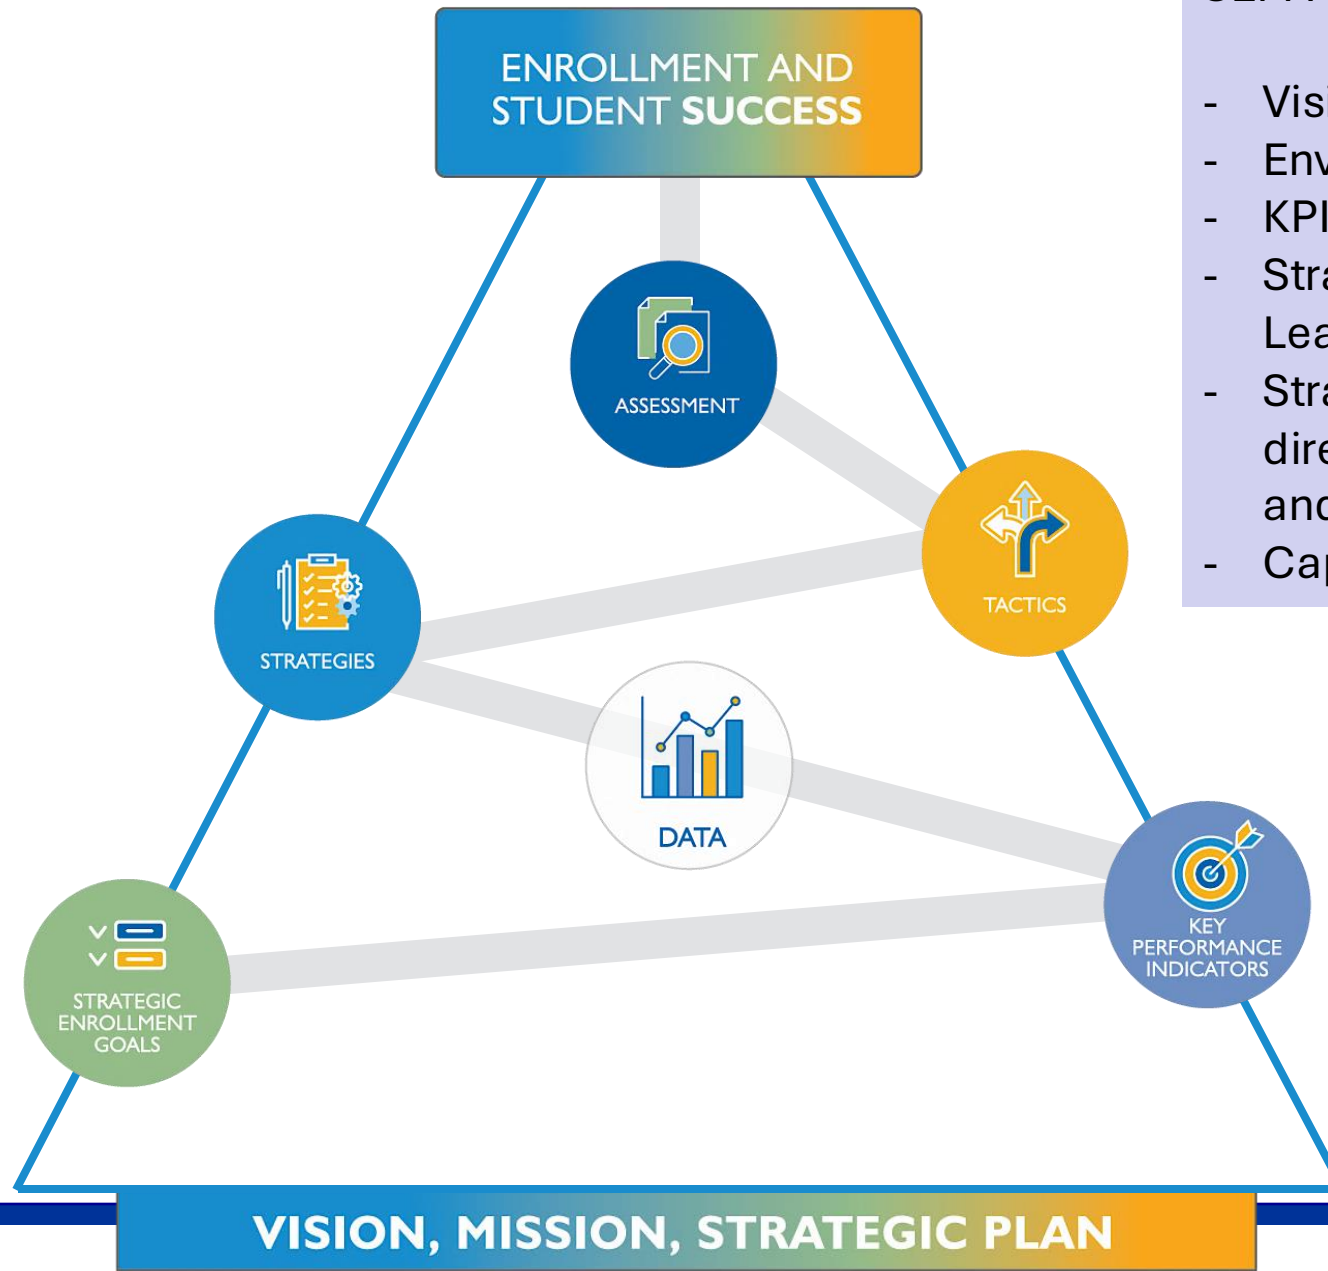 ENROLLMENT AND
STUDENT SUCCESS
ASSESSMENT
TACTICS
STRATEGIES
DATA
KEY
PERFORMANCE
INDICATORS
STRATEGIC
ENROLLMENT
GOALS
VISION, MISSION, STRATEGIC PLAN
-
-
- KPI
-
-
and
-